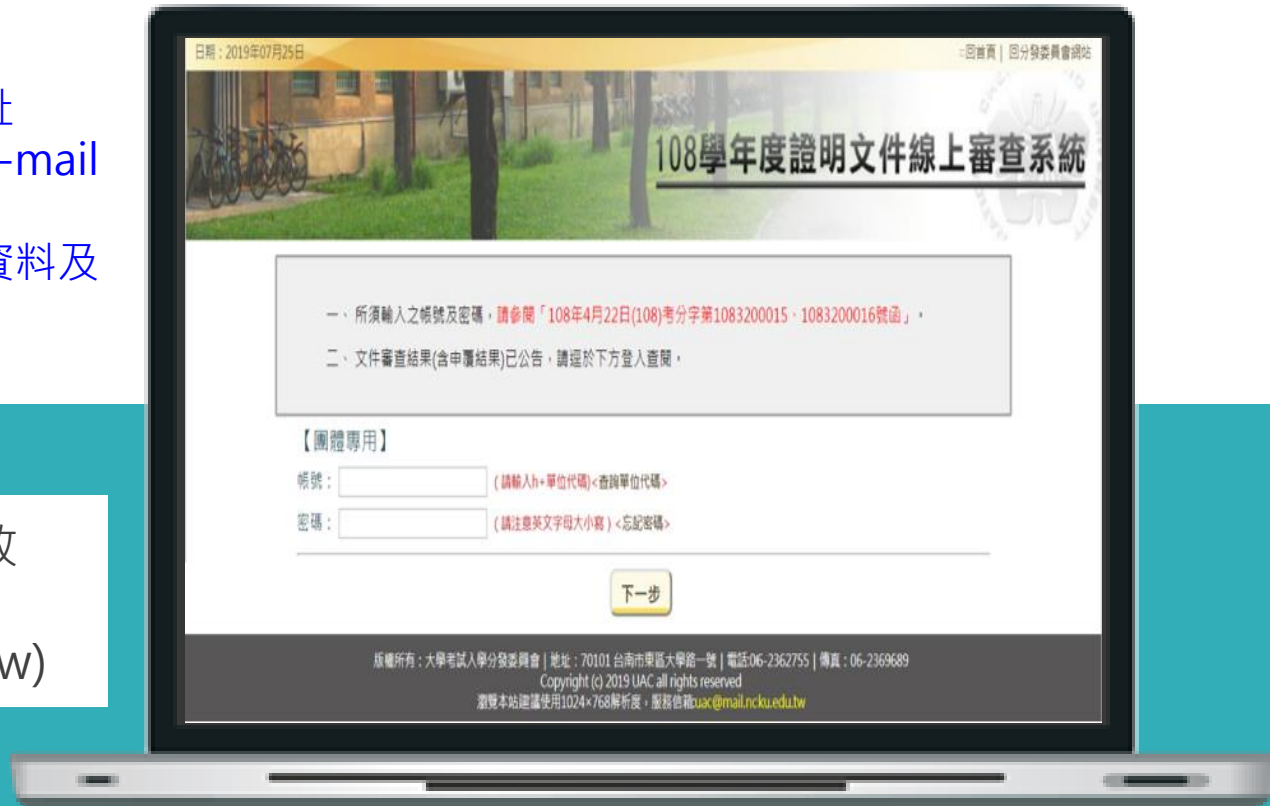 址
-mail
資料及
w)
日期：2019年07月25日
:::回首頁 | 回分發委員會網站
108學年度證明文件線上審查系統
一、所須輸入之帳號及密碼，請參閱「108年4月22日(108)考分字第1083200015、1083200016號函」。
二、文件審查結果(含申覆結果)已公告，請逕於下方登入查閱。
【團體專用】
帳號：
(請輸入h+單位代碼)<查詢單位代碼>
密碼：
(請注意英文字母大小寫)<忘記密碼>
下一步
版權所有：大學考試入學分發委員會 | 地址：70101 台南市東區大學路一號 | 電話:06-2362755 | 傳真：06-2369689
Copyright (c) 2019 UAC all rights reserved
瀏覽本站建議使用1024×768解析度，服務信箱:uac@mail.ncku.edu.tw